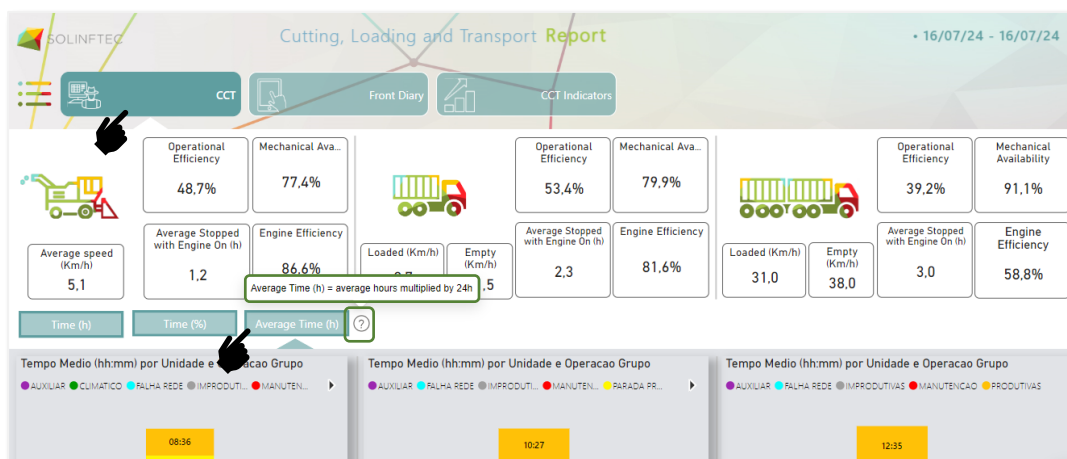 SOLINFTEC
Cutting, Loading and Transport Report
• 16/07/24 - 16/07/24
CCT
Front Diary
CCT Indicators
Operational
Efficiency
48,7%
Mechanical Ava...
77,4%
Operational
Efficiency
53,4%
Mechanical Ava...
79,9%
Operational
Efficiency
39,2%
Mechanical
Availability
91,1%
Average speed
(Km/h)
5,1
Average Stopped
with Engine On (h)
1,2
Engine Efficiency
86,6%
Loaded (Km/h)
Empty
(Km/h)
Average Stopped
with Engine On (h)
2,3
Engine Efficiency
81,6%
Loaded (Km/h)
31,0
Empty
(Km/h)
38,0
Average Stopped
with Engine On (h)
3,0
Engine
Efficiency
58,8%
Average Time (h) = average hours multiplied by 24h
Time (h)
Time (%)
Average Time (h)
?
Tempo Medio (hh:mm) por Unidade e Operacao Grupo
AUXILIAR CLIMATICO FALHA REDE IMPRODUTI... MANUTEN...
08:36
Tempo Medio (hh:mm) por Unidade e Operacao Grupo
AUXILIAR FALHA REDE IMPRODUTI... MANUTEN... PARADA PR...
10:27
Tempo Medio (hh:mm) por Unidade e Operacao Grupo
AUXILIAR FALHA REDE IMPRODUTIVAS MANUTENCAO PRODUTIVAS
12:35